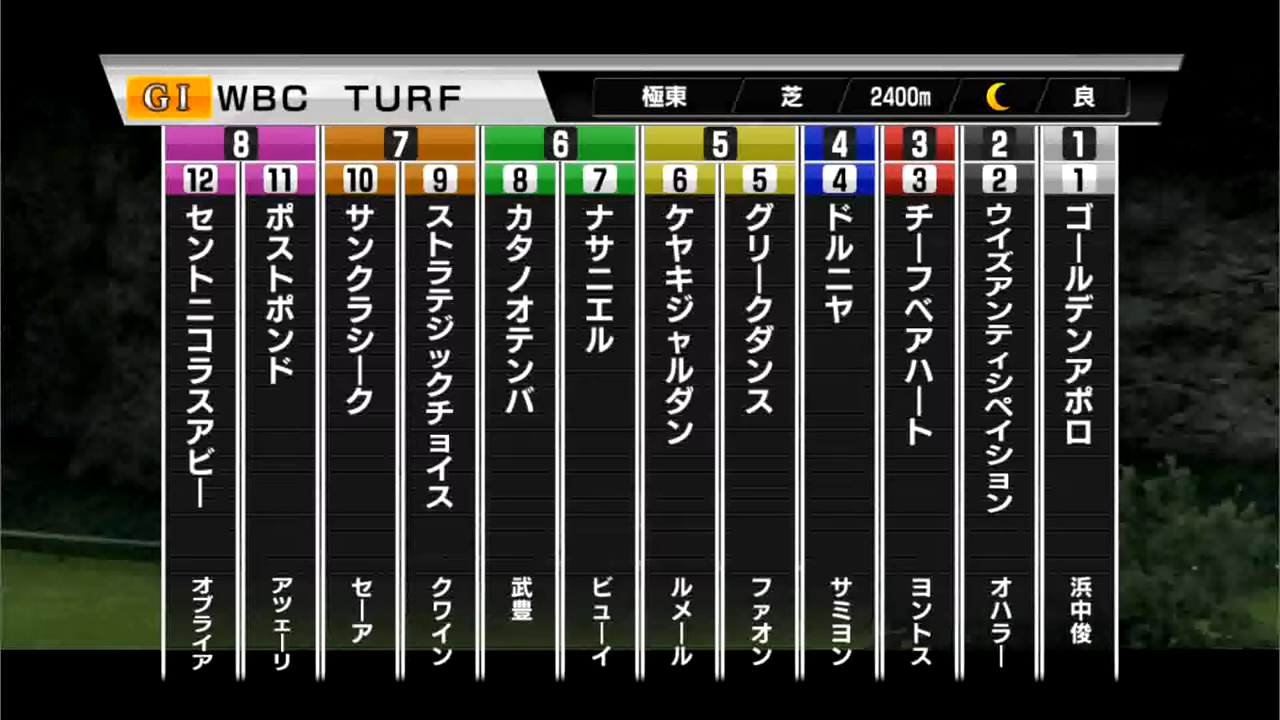 GI WBC TURF 極東 芝 2400m 良
1 2 3 4 5 6 7 8
1 2 3 4 5 6 7 8 9 10 11 12
ゴールデンアポロ
浜中俊
ウイズアンティシペイション
オハラー
チーフベアハート
ヨントス
ドルニヤ
サミヨン
グリークダンス
ファオン
ケヤキジャルダン
ルメール
ナサニエル
ビューイ
カタノオテンバ
武豊
ストラテジックチョイス
クワイン
サンクラシーク
セーア
ポストポンド
アツェーリ
セントニコラスアビー
オブライア